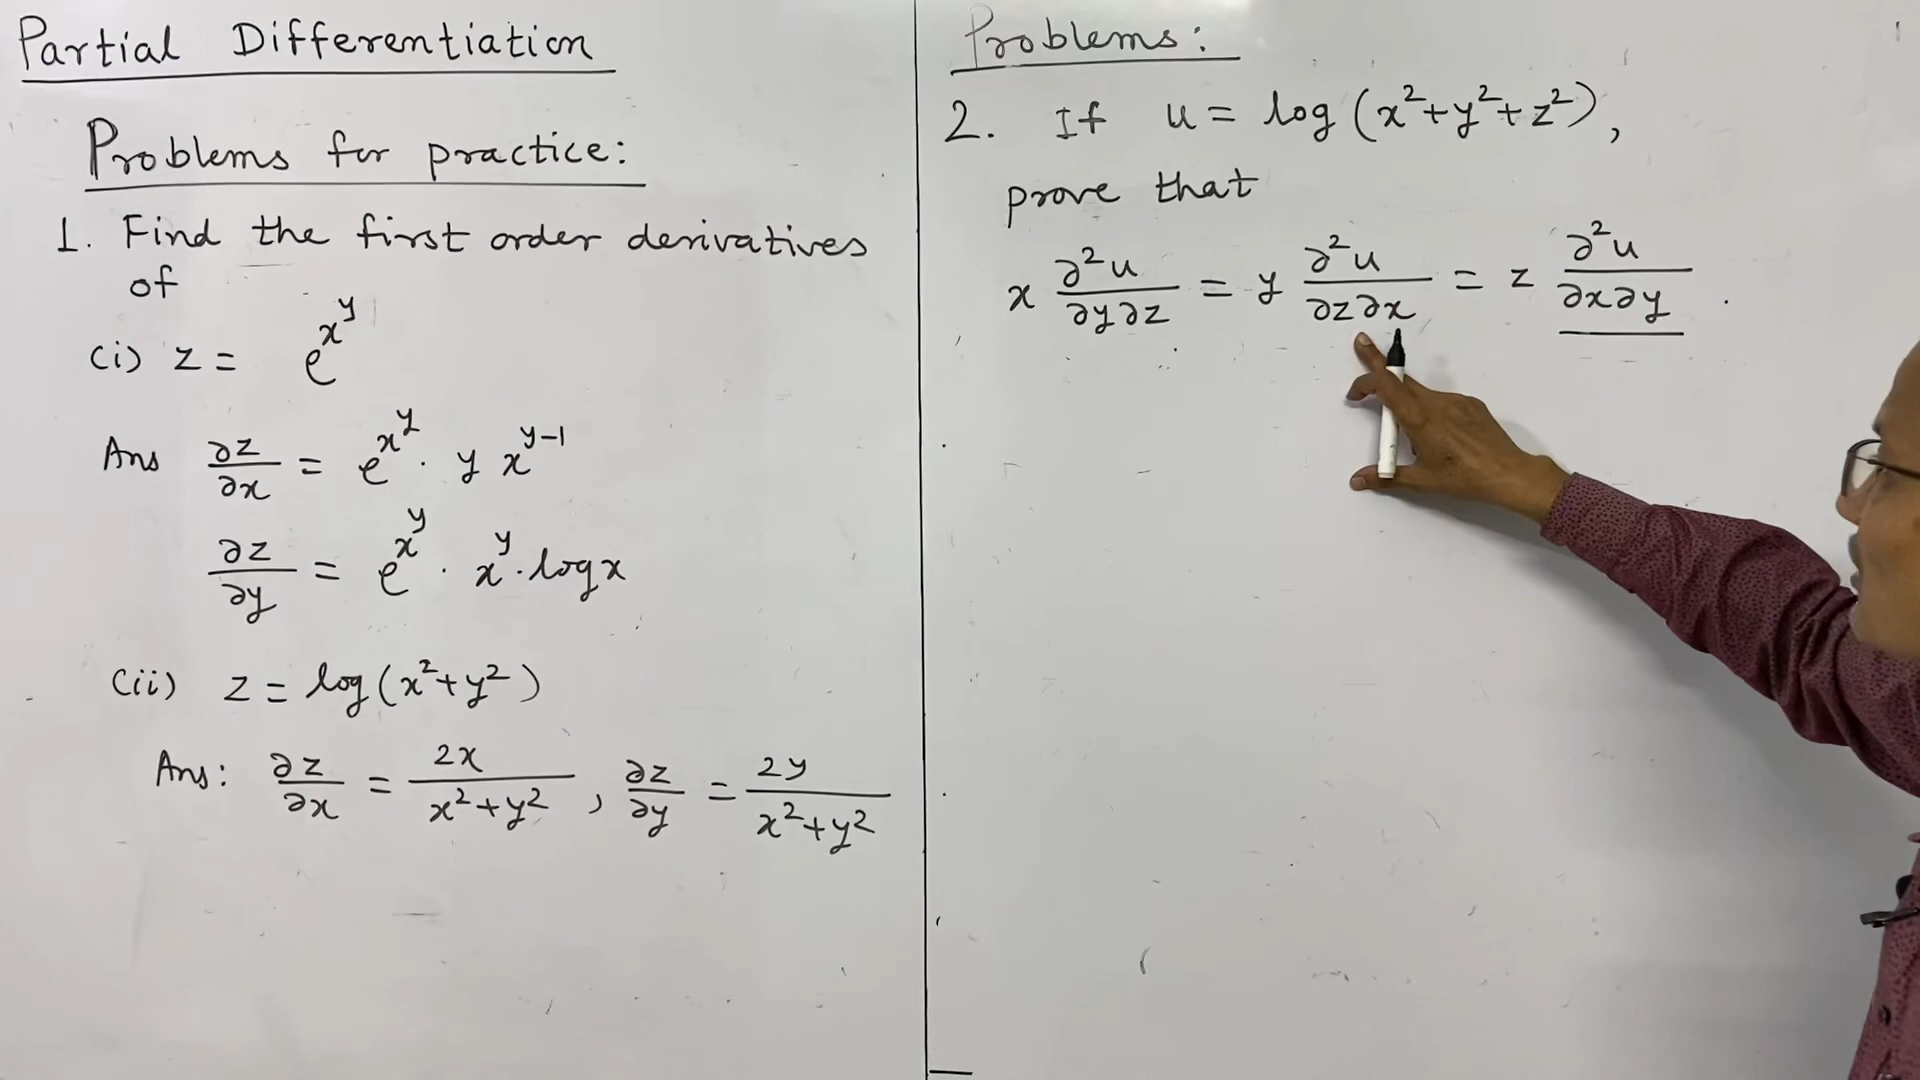 Partial Differentiation
Problems for practice:
1. Find the first order derivatives
of
(i) z = e^{x^y}
Ans ∂z/∂x = e^{x^y} · y x^{y-1}
∂z/∂y = e^{x^y} · x^y · log x
(ii) z = log(x²+y²)
Ans: ∂z/∂x = 2x/(x²+y²), ∂z/∂y = 2y/(x²+y²)
Problems:
2. If u = log(x²+y²+z²),
prove that
x ∂²u/∂y∂z = y ∂²u/∂z∂x = z ∂²u/∂x∂y .